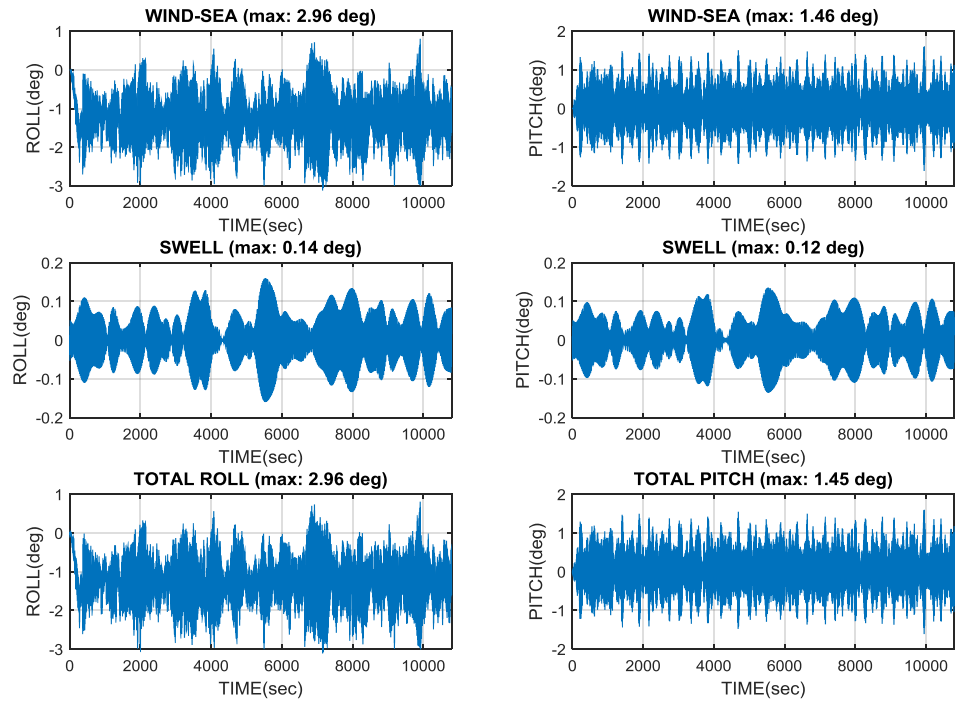 WIND-SEA (max: 2.96 deg)
1
0
-1
-2
-3
ROLL(deg)
0 2000 4000 6000 8000 10000
TIME(sec)
WIND-SEA (max: 1.46 deg)
2
1
0
-1
-2
PITCH(deg)
0 2000 4000 6000 8000 10000
TIME(sec)
SWELL (max: 0.14 deg)
0.2
0.1
0
-0.1
-0.2
ROLL(deg)
0 2000 4000 6000 8000 10000
TIME(sec)
SWELL (max: 0.12 deg)
0.2
0.1
0
-0.1
-0.2
PITCH(deg)
0 2000 4000 6000 8000 10000
TIME(sec)
TOTAL ROLL (max: 2.96 deg)
1
0
-1
-2
-3
ROLL(deg)
0 2000 4000 6000 8000 10000
TIME(sec)
TOTAL PITCH (max: 1.45 deg)
2
1
0
-1
-2
PITCH(deg)
0 2000 4000 6000 8000 10000
TIME(sec)